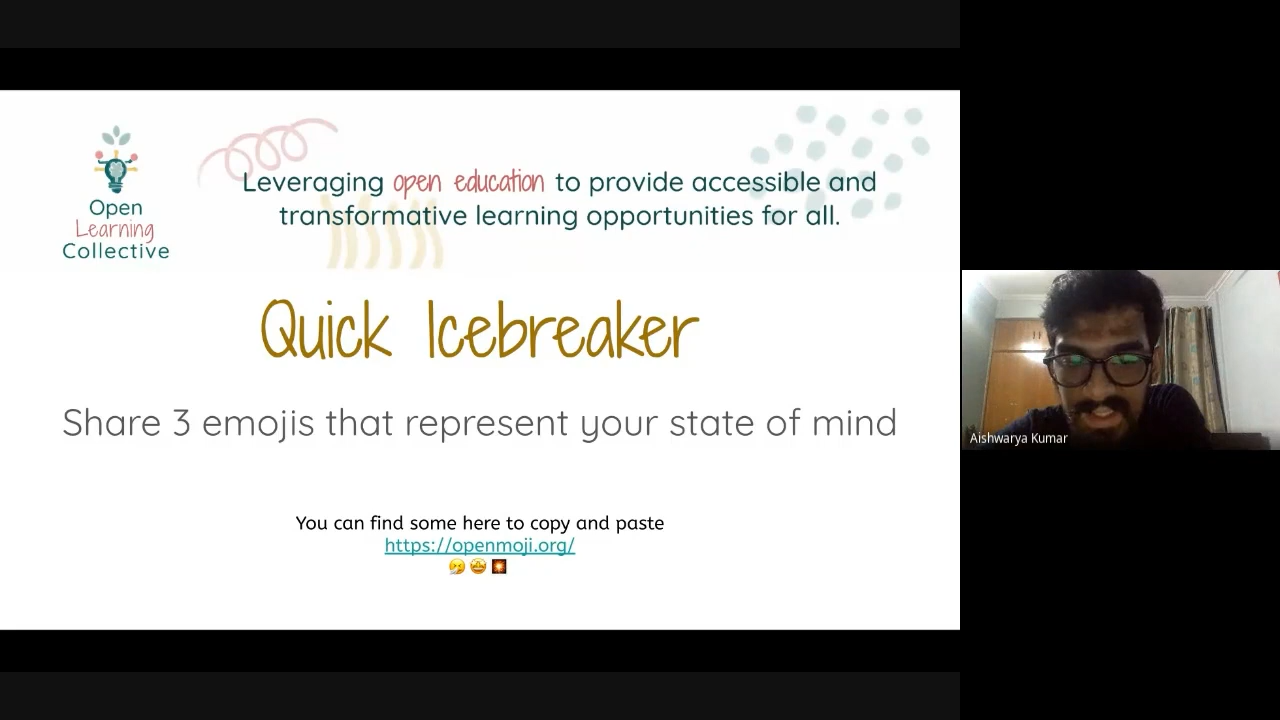 Open
Learning
Collective
Leveraging open education to provide accessible and
transformative learning opportunities for all.
Quick Icebreaker
Share 3 emojis that represent your state of mind
You can find some here to copy and paste
https://openmoji.org/
Aishwarya Kumar